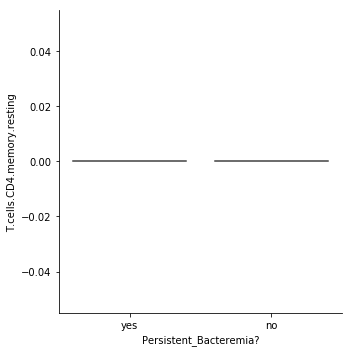 T.cells.CD4.memory.resting
0.04
0.02
0.00
−0.02
−0.04
yes no
Persistent_Bacteremia?